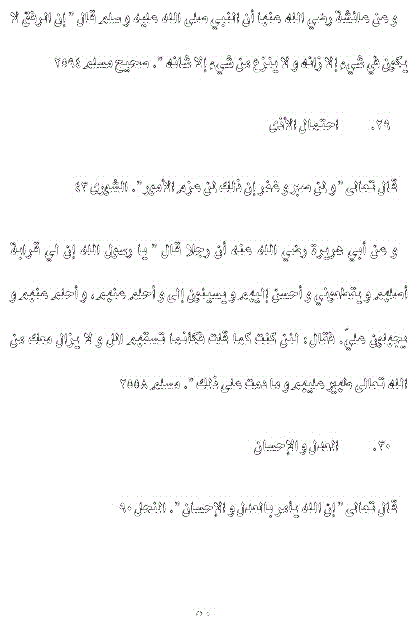 و عن عائشة رضي الله عنها أن النبي صلى الله عليه و سلم قال " إن الرفق لا
يكون في شيء إلا زانه و لا ينزع من شيء إلا شانه ". صحيح مسلم ٢٥٩٤
٢٩. احتمال الأذى
قال تعالى " و لمن صبر و غفر إن ذلك لمن عزم الأمور ". الشورى ٤٣
و عن أبي هريرة رضي الله عنه أن رجلا قال " يا رسول الله إن لي قرابة
أصلهم و يقطعوني و أحسن إليهم و يسيئون إلى و أحلم عنهم، و أحلم عنهم و
يجهلون عليّ. فقال : لئن كنت كما قلت فكأنما تسفهم المل و لا يزال معك من
الله تعالى ظهير عليهم و ما دمت على ذلك ". مسلم ٢٥٥٨
٣٠. العدل و الإحسان
قال تعالى " إن الله يأمر بالعدل و الإحسان ". النحل ٩٠